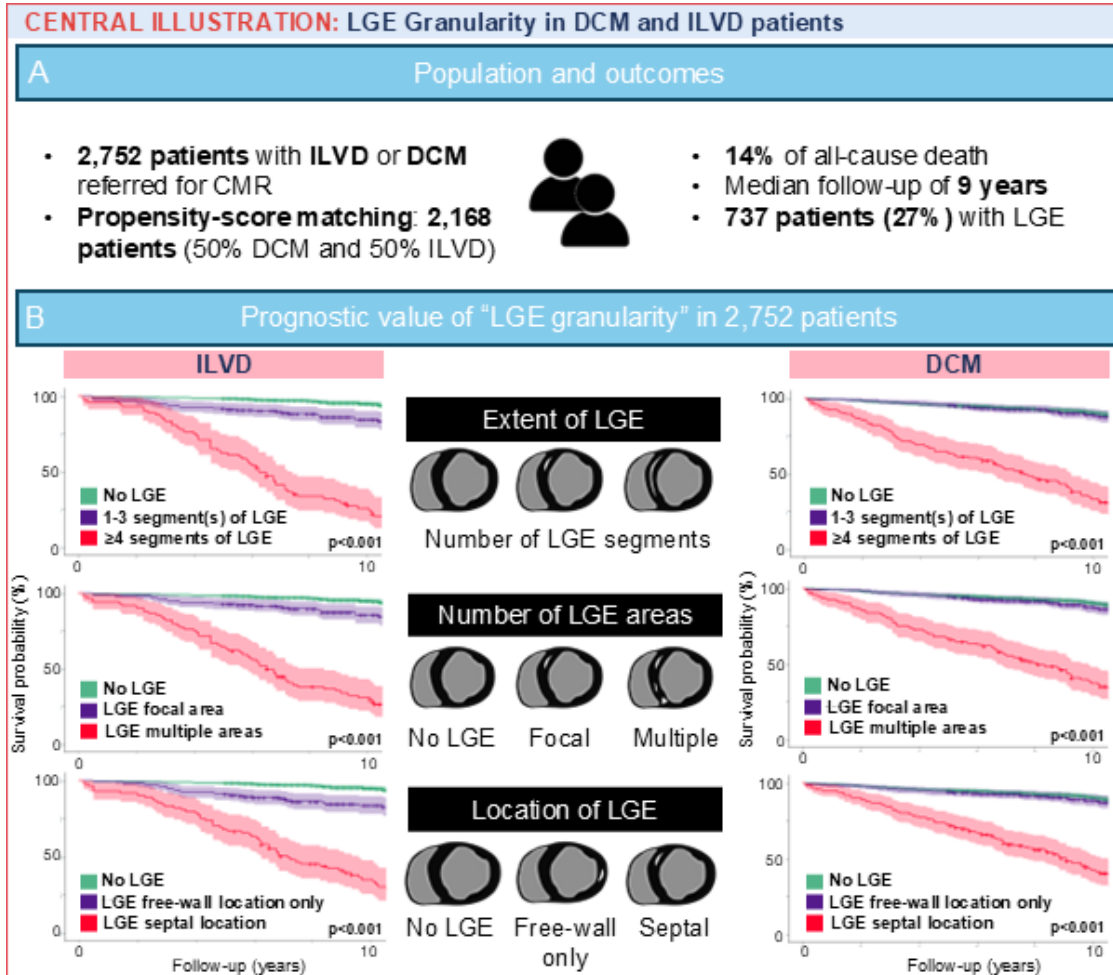 CENTRAL ILLUSTRATION: LGE Granularity in DCM and ILVD patients
A
Population and outcomes
• 2,752 patients with ILVD or DCM
referred for CMR
• Propensity-score matching: 2,168
patients (50% DCM and 50% ILVD)
• 14% of all-cause death
• Median follow-up of 9 years
• 737 patients (27%) with LGE
B
Prognostic value of “LGE granularity” in 2,752 patients
ILVD
100
50
0
No LGE
1-3 segment(s) of LGE
≥4 segments of LGE
p<0.001
0
10
Survival probability (%)
100
50
0
No LGE
LGE focal area
LGE multiple areas
p<0.001
0
10
100
50
0
No LGE
LGE free-wall location only
LGE septal location
p<0.001
0
10
Follow-up (years)
Extent of LGE
Number of LGE segments
Number of LGE areas
No LGE
Focal
Multiple
Location of LGE
No LGE
Free-wall
only
Septal
DCM
100
50
0
No LGE
1-3 segment(s) of LGE
≥4 segments of LGE
p<0.001
0
10
Survival probability (%)
100
50
0
No LGE
LGE focal area
LGE multiple areas
p<0.001
0
10
100
50
0
No LGE
LGE free-wall location only
LGE septal location
p<0.001
0
10
Follow-up (years)